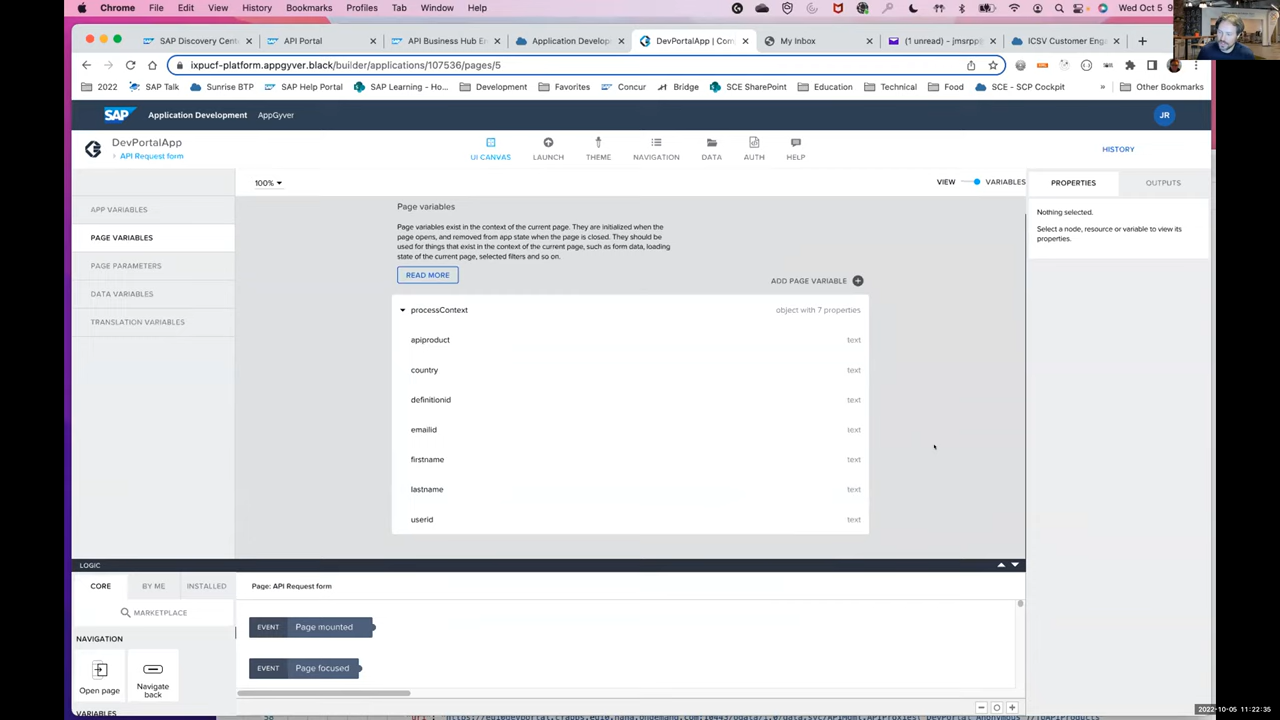 Chrome File Edit View History Bookmarks Profiles Tab Window Help Wed Oct 5 9
SAP Discovery Cent API Portal API Business Hub En Application Develop DevPortalApp | Com My Inbox (1 unread) - jmsrpp@ ICSV Customer Eng
ixpucf-platform.appgyver.black/builder/applications/107536/pages/5
2022 SAP Talk Sunrise BTP SAP Help Portal SAP Learning - Ho... Development Favorites Concur Bridge SCE SharePoint Education Technical Food SCE - SCP Cockpit » Other Bookmarks
SAP Application Development AppGyver JR
DevPortalApp
› API Request form
UI CANVAS LAUNCH THEME NAVIGATION DATA AUTH HELP
HISTORY
100% VIEW VARIABLES PROPERTIES OUTPUTS
APP VARIABLES
PAGE VARIABLES
PAGE PARAMETERS
DATA VARIABLES
TRANSLATION VARIABLES
Page variables
Page variables exist in the context of the current page. They are initialized when the
page opens, and removed from app state when the page is closed. They should be
used for things that exist in the context of the current page, such as form data, loading
state of the current page, selected filters and so on.
READ MORE
ADD PAGE VARIABLE
processContext object with 7 properties
apiproduct text
country text
definitionid text
emailid text
firstname text
lastname text
userid text
Nothing selected.
Select a node, resource or variable to view its
properties.
LOGIC
CORE BY ME INSTALLED
MARKETPLACE
NAVIGATION
Open page
Navigate
back
VARIABLES
Page: API Request form
EVENT Page mounted
EVENT Page focused
2022-10-05 11:22:35